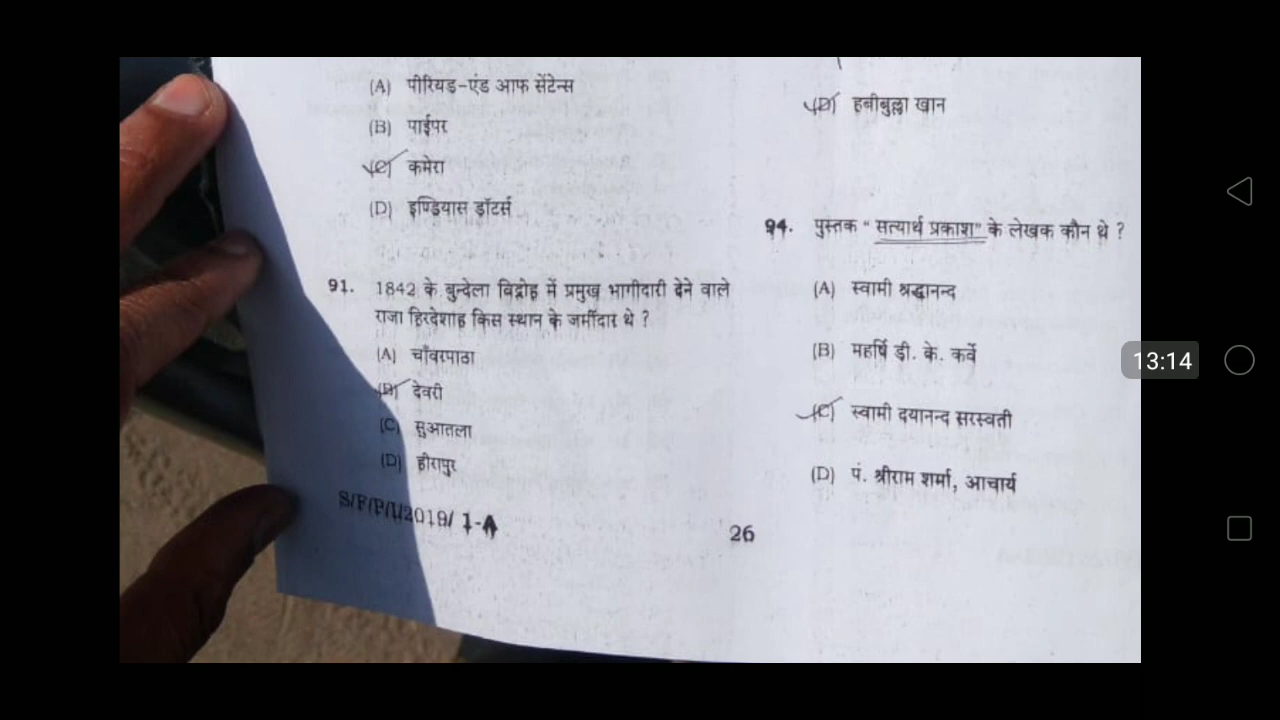 (A) पीरियड-एंड आफ सेंटेन्स
(B) पाईपर
(C) कमेरा
(D) इण्डियास डॉटर्स
91. 1842 के बुन्देला विद्रोह में प्रमुख भागीदारी देने वाले
राजा हिरदेशाह किस स्थान के जमींदार थे ?
(A) चाँवरपाठा
(B) देवरी
(C) सुआतला
(D) हीरापुर
S/F/P/I/2019/ 1-A
26
(D) हबीबुल्ला खान
94. पुस्तक " सत्यार्थ प्रकाश" के लेखक कौन थे ?
(A) स्वामी श्रद्धानन्द
(B) महर्षि डी. के. कर्वे
(C) स्वामी दयानन्द सरस्वती
(D) पं. श्रीराम शर्मा, आचार्य
13:14